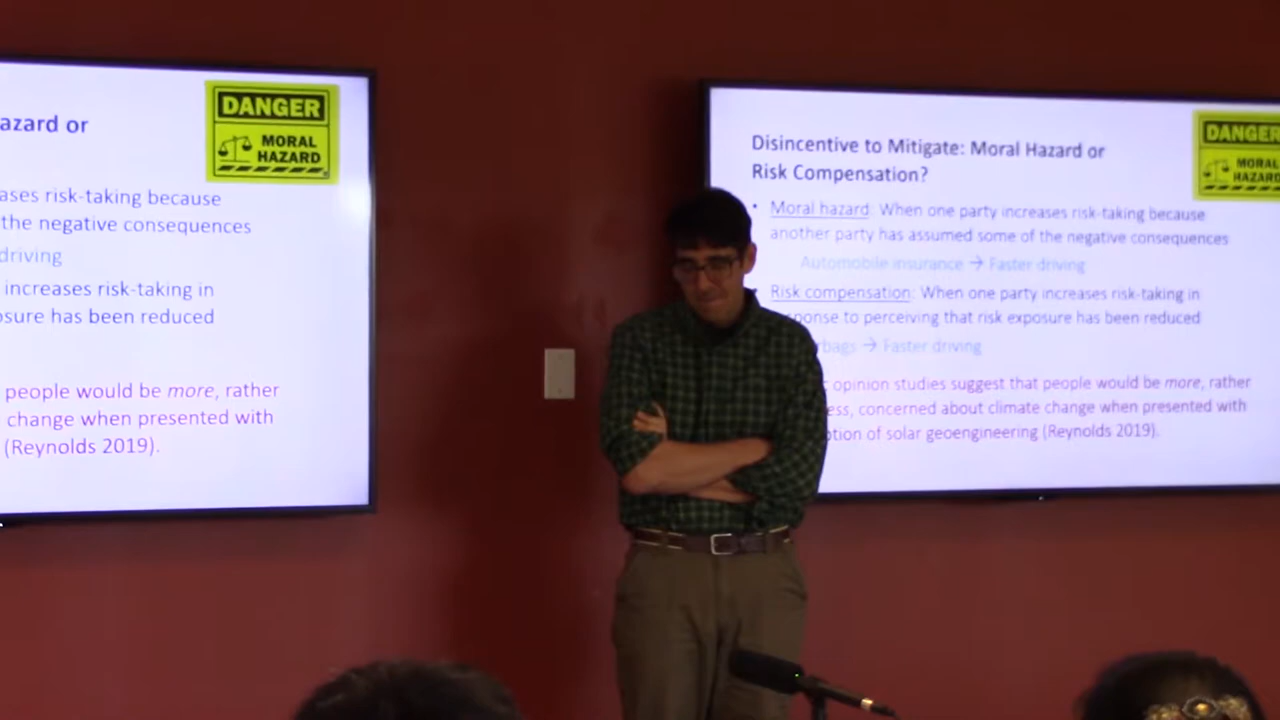 azard or
DANGER
MORAL
HAZARD
ases risk-taking because
the negative consequences
driving
increases risk-taking in
osure has been reduced
people would be more, rather
change when presented with
(Reynolds 2019).
Disincentive to Mitigate: Moral Hazard or
Risk Compensation?
DANGER
MORAL
HAZARD
• Moral hazard: When one party increases risk-taking because
another party has assumed some of the negative consequences
Automobile insurance → Faster driving
Risk compensation: When one party increases risk-taking in
ponse to perceiving that risk exposure has been reduced
rbags → Faster driving
opinion studies suggest that people would be more, rather
ess, concerned about climate change when presented with
ption of solar geoengineering (Reynolds 2019).